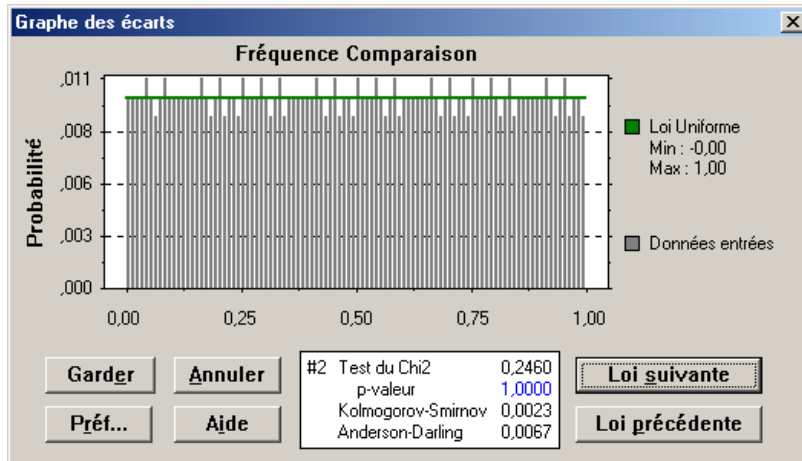 Graphe des écarts
Fréquence Comparaison
Probabilité
,011
,008
,006
,003
,000
0,00 0,25 0,50 0,75 1,00
Loi Uniforme
Min : -0,00
Max : 1,00
Données entrées
Garder
Annuler
Préf...
Aide
#2 Test du Chi2 0,2460
p-valeur 1,0000
Kolmogorov-Smirnov 0,0023
Anderson-Darling 0,0067
Loi suivante
Loi précédente